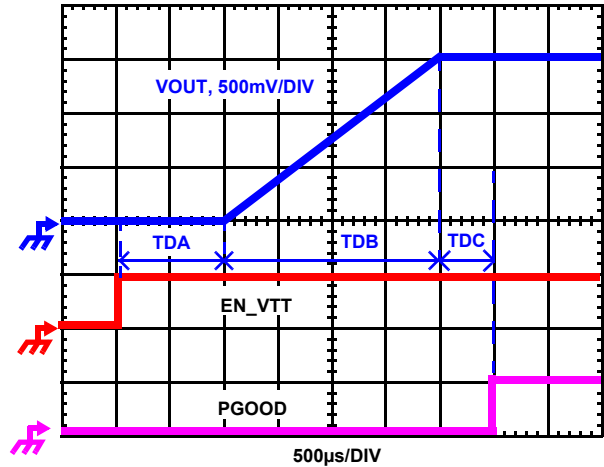 VOUT, 500mV/DIV
TDA
TDB
TDC
EN_VTT
PGOOD
500µs/DIV